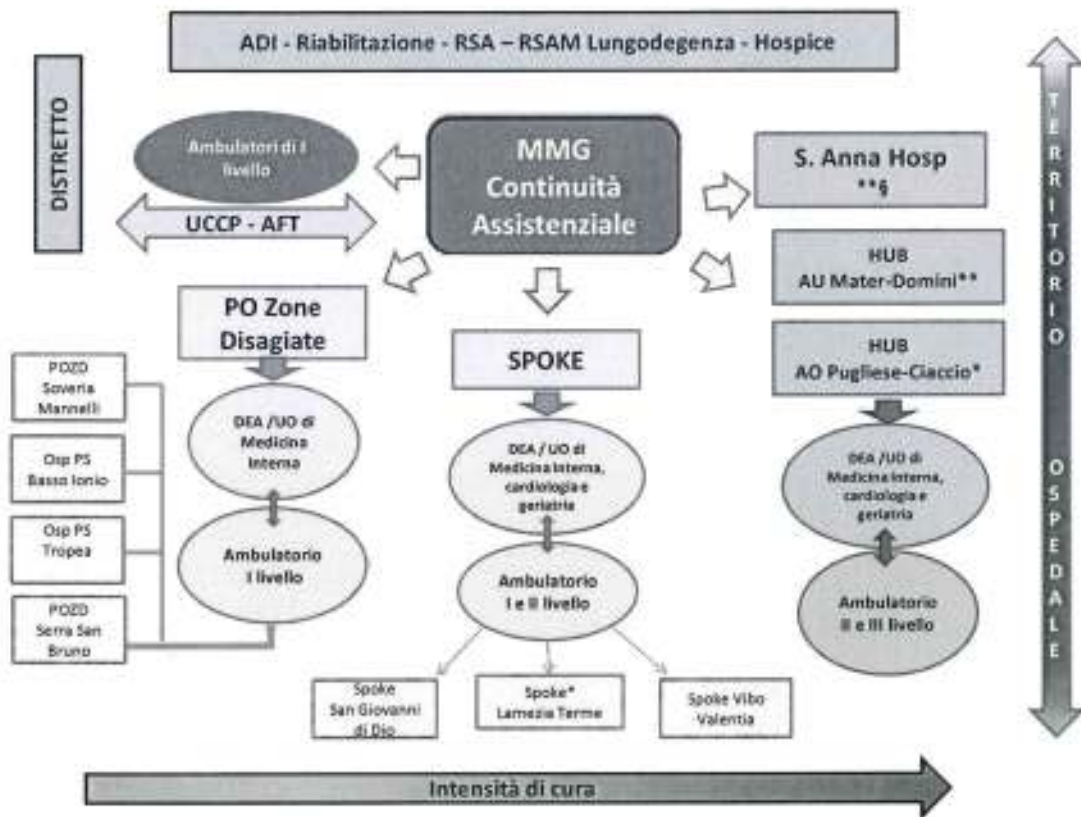 ADI - Riabilitazione - RSA – RSAM Lungodegenza - Hospice
DISTRETTO
Ambulatori di I
livello
UCCP - AFT
MMG
Continuità
Assistenziale
S. Anna Hosp
**§
HUB
AU Mater-Domini**
HUB
AO Pugliese-Ciaccio*
TERRITORIO
OSPEDALE
PO Zone
Disagiate
SPOKE
POZD
Soveria
Mannelli
Osp PS
Basso Ionio
Osp PS
Tropea
POZD
Serra San
Bruno
DEA /UO di
Medicina
Interna
Ambulatorio
I livello
DEA / UO di
Medicina Interna,
cardiologia e
geriatria
Ambulatorio
I e II livello
DEA /UO di
Medicina Interna,
cardiologia e
geriatria
Ambulatorio
II e III livello
Spoke
San Giovanni
di Dio
Spoke*
Lamezia Terme
Spoke Vibo
Valentia
Intensità di cura